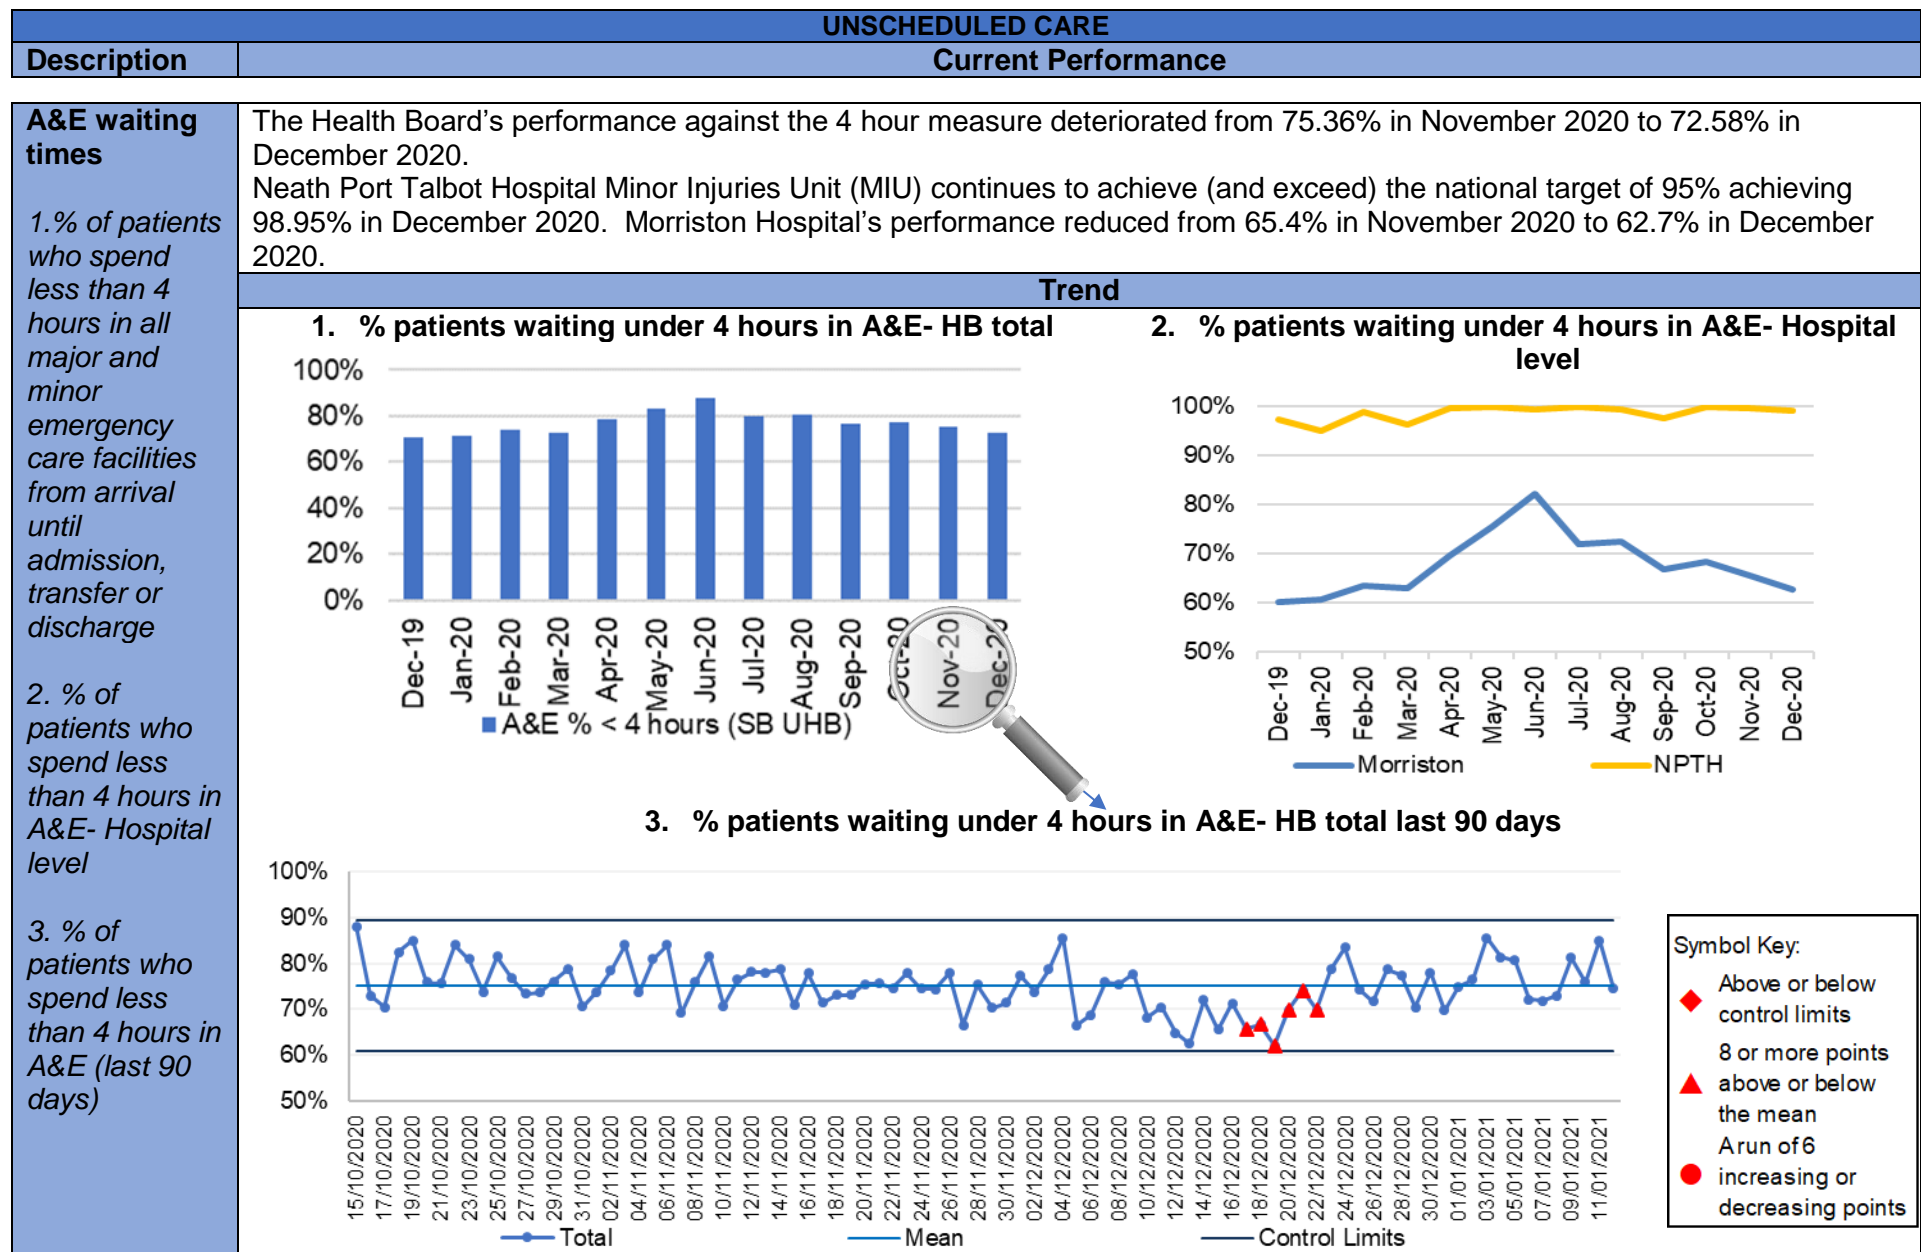 UNSCHEDULED CARE
Description
Current Performance
A&E waiting
times
1.% of patients
who spend
less than 4
hours in all
major and
minor
emergency
care facilities
from arrival
until
admission,
transfer or
discharge
2. % of
patients who
spend less
than 4 hours in
A&E- Hospital
level
3. % of
patients who
spend less
than 4 hours in
A&E (last 90
days)
The Health Board's performance against the 4 hour measure deteriorated from 75.36% in November 2020 to 72.58% in
December 2020.
Neath Port Talbot Hospital Minor Injuries Unit (MIU) continues to achieve (and exceed) the national target of 95% achieving
98.95% in December 2020.  Morriston Hospital's performance reduced from 65.4% in November 2020 to 62.7% in December
2020.
Trend
1. % patients waiting under 4 hours in A&E- HB total
100%
80%
60%
40%
20%
0%
Dec-19
Jan-20
Feb-20
Mar-20
Apr-20
May-20
Jun-20
Jul-20
Aug-20
Sep-20
Oct-20
Nov-20
Dec-20
A&E % < 4 hours (SB UHB)
2. % patients waiting under 4 hours in A&E- Hospital
level
100%
90%
80%
70%
60%
50%
Dec-19
Jan-20
Feb-20
Mar-20
Apr-20
May-20
Jun-20
Jul-20
Aug-20
Sep-20
Oct-20
Nov-20
Dec-20
Morriston
NPTH
3. % patients waiting under 4 hours in A&E- HB total last 90 days
100%
90%
80%
70%
60%
50%
15/10/2020
17/10/2020
19/10/2020
21/10/2020
23/10/2020
25/10/2020
27/10/2020
29/10/2020
31/10/2020
02/11/2020
04/11/2020
06/11/2020
08/11/2020
10/11/2020
12/11/2020
14/11/2020
16/11/2020
18/11/2020
20/11/2020
22/11/2020
24/11/2020
26/11/2020
28/11/2020
30/11/2020
02/12/2020
04/12/2020
06/12/2020
08/12/2020
10/12/2020
12/12/2020
14/12/2020
16/12/2020
18/12/2020
20/12/2020
22/12/2020
24/12/2020
26/12/2020
28/12/2020
30/12/2020
01/01/2021
03/01/2021
05/01/2021
07/01/2021
09/01/2021
11/01/2021
Total
Mean
Control Limits
Symbol Key:
Above or below
control limits
8 or more points
above or below
the mean
A run of 6
increasing or
decreasing points